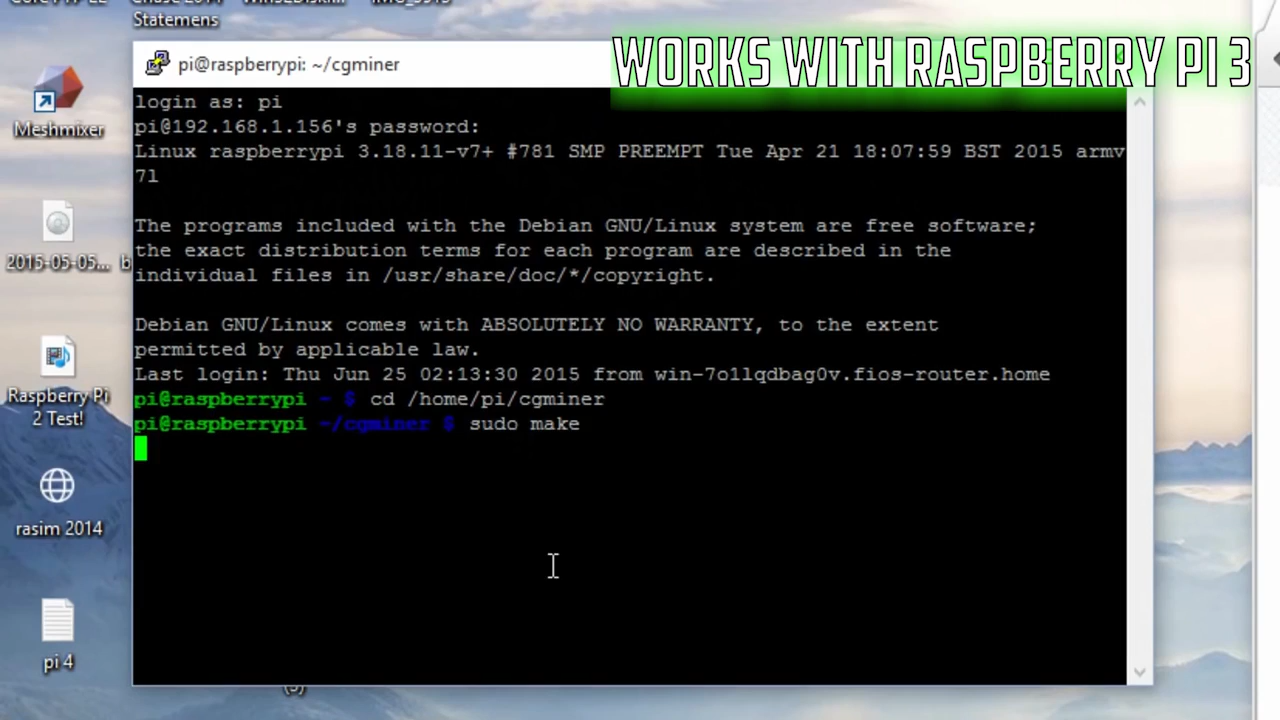 Statemens
WORKS WITH RASPBERRY PI 3
pi@raspberrypi: ~/cgminer
login as: pi
pi@192.168.1.156's password:
Linux raspberrypi 3.18.11-v7+ #781 SMP PREEMPT Tue Apr 21 18:07:59 BST 2015 armv
7l
The programs included with the Debian GNU/Linux system are free software;
the exact distribution terms for each program are described in the
individual files in /usr/share/doc/*/copyright.
Debian GNU/Linux comes with ABSOLUTELY NO WARRANTY, to the extent
permitted by applicable law.
Last login: Thu Jun 25 02:13:30 2015 from win-7o1lqdbag0v.fios-router.home
pi@raspberrypi ~ $ cd /home/pi/cgminer
pi@raspberrypi ~/cgminer $ sudo make
Meshmixer
2015-05-05... b
Raspberry Pi
2 Test!
rasim 2014
pi 4